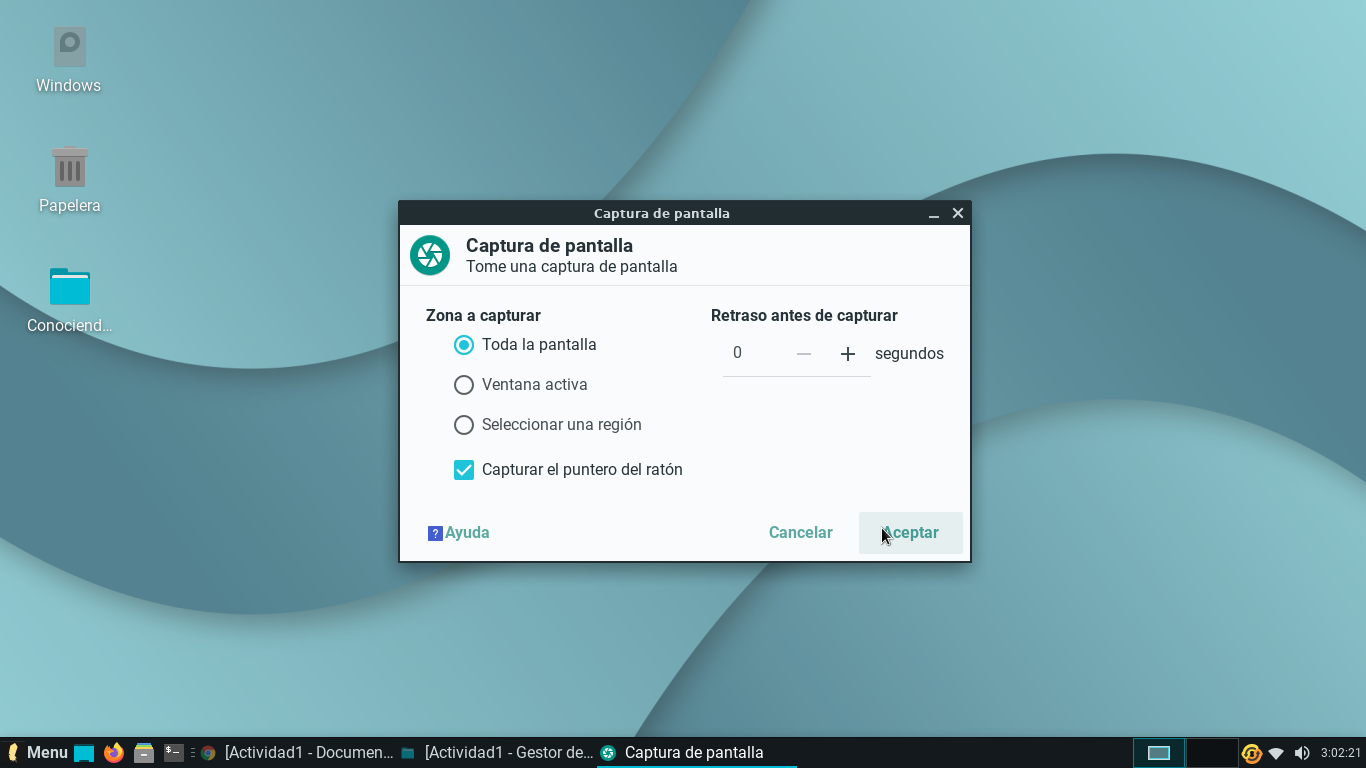 Windows
Papelera
Conociend...
Captura de pantalla
Captura de pantalla
Tome una captura de pantalla
Zona a capturar
Retraso antes de capturar
Toda la pantalla
0
segundos
Ventana activa
Seleccionar una región
Capturar el puntero del ratón
? Ayuda
Cancelar
Aceptar
Menu
[Actividad1 - Documen...
[Actividad1 - Gestor de...
Captura de pantalla
3:02:21